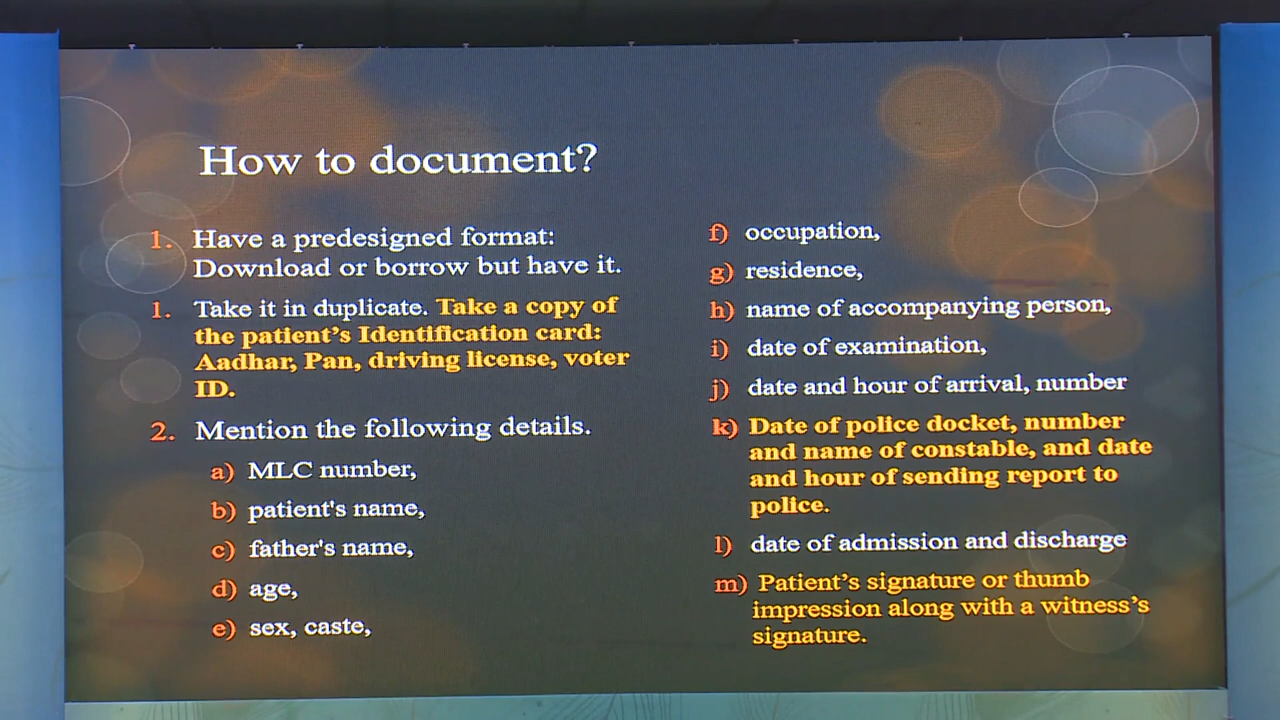 How to document?
1. Have a predesigned format:
Download or borrow but have it.
1. Take it in duplicate. Take a copy of
the patient's Identification card:
Aadhar, Pan, driving license, voter
ID.
2. Mention the following details.
a) MLC number,
b) patient's name,
c) father's name,
d) age,
e) sex, caste,
f) occupation,
g) residence,
h) name of accompanying person,
i) date of examination,
j) date and hour of arrival, number
k) Date of police docket, number
and name of constable, and date
and hour of sending report to
police.
l) date of admission and discharge
m) Patient's signature or thumb
impression along with a witness's
signature.